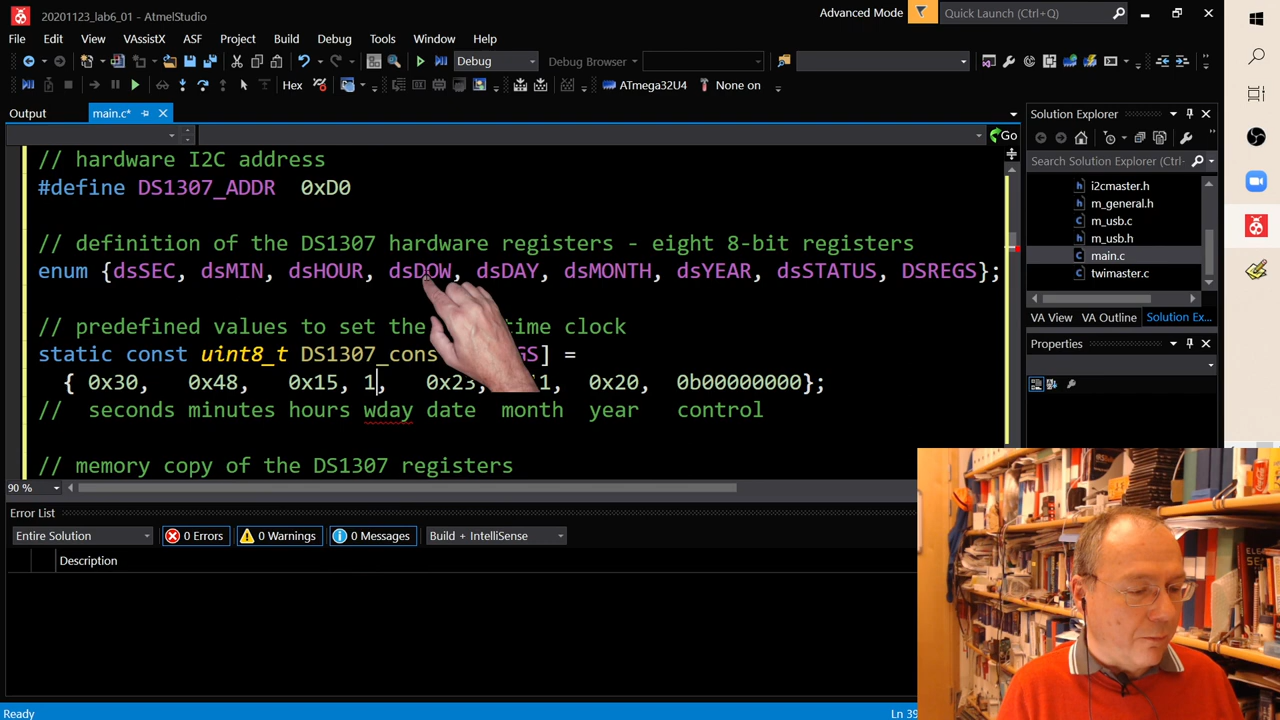 20201123_lab6_01 - AtmelStudio
Advanced Mode
Quick Launch (Ctrl+Q)
File Edit View VAssistX ASF Project Build Debug Tools Window Help
Debug
Debug Browser
Hex
ATmega32U4
None on
Output
main.c*
Go
// hardware I2C address
#define DS1307_ADDR 0xD0
// definition of the DS1307 hardware registers - eight 8-bit registers
enum {dsSEC, dsMIN, dsHOUR, dsDOW, dsDAY, dsMONTH, dsYEAR, dsSTATUS, DSREGS};
// predefined values to set the time clock
static const uint8_t DS1307_cons GS] =
{ 0x30, 0x48, 0x15, 1, 0x23, 1, 0x20, 0b00000000};
// seconds minutes hours wday date month year control
// memory copy of the DS1307 registers
90 %
Error List
Entire Solution
0 Errors
0 Warnings
0 Messages
Build + IntelliSense
Description
Ready
Ln 39
Solution Explorer
Search Solution Explorer (Ctrl+
i2cmaster.h
m_general.h
m_usb.c
m_usb.h
main.c
twimaster.c
VA View VA Outline Solution Explo
Properties